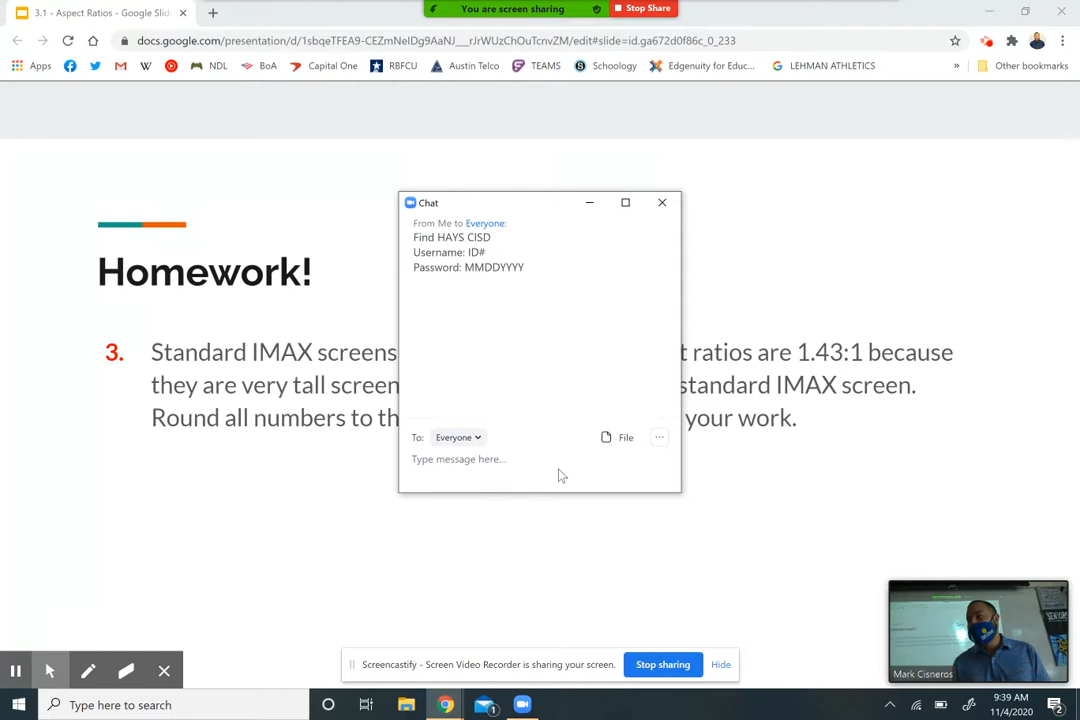 You are screen sharing
Stop Share
3.1 - Aspect Ratios - Google Slid
docs.google.com/presentation/d/1sbqeTFEA9-CEZmNeIDg9AaNJ__rJrWUzChOuTcnvZM/edit#slide=id.ga672d0f86c_0_233
Apps
NDL
BoA
Capital One
RBFCU
Austin Telco
TEAMS
Schoology
Edgenuity for Educ...
LEHMAN ATHLETICS
»
Other bookmarks
Chat
From Me to Everyone:
Find HAYS CISD
Username: ID#
Password: MMDDYYYY
Homework!
3. Standard IMAX screens t ratios are 1.43:1 because
they are very tall screen standard IMAX screen.
Round all numbers to th your work.
To: Everyone
File
...
Type message here...
Mark Cisneros
Screencastify - Screen Video Recorder is sharing your screen.
Stop sharing
Hide
Type here to search
1
9:39 AM
11/4/2020
2